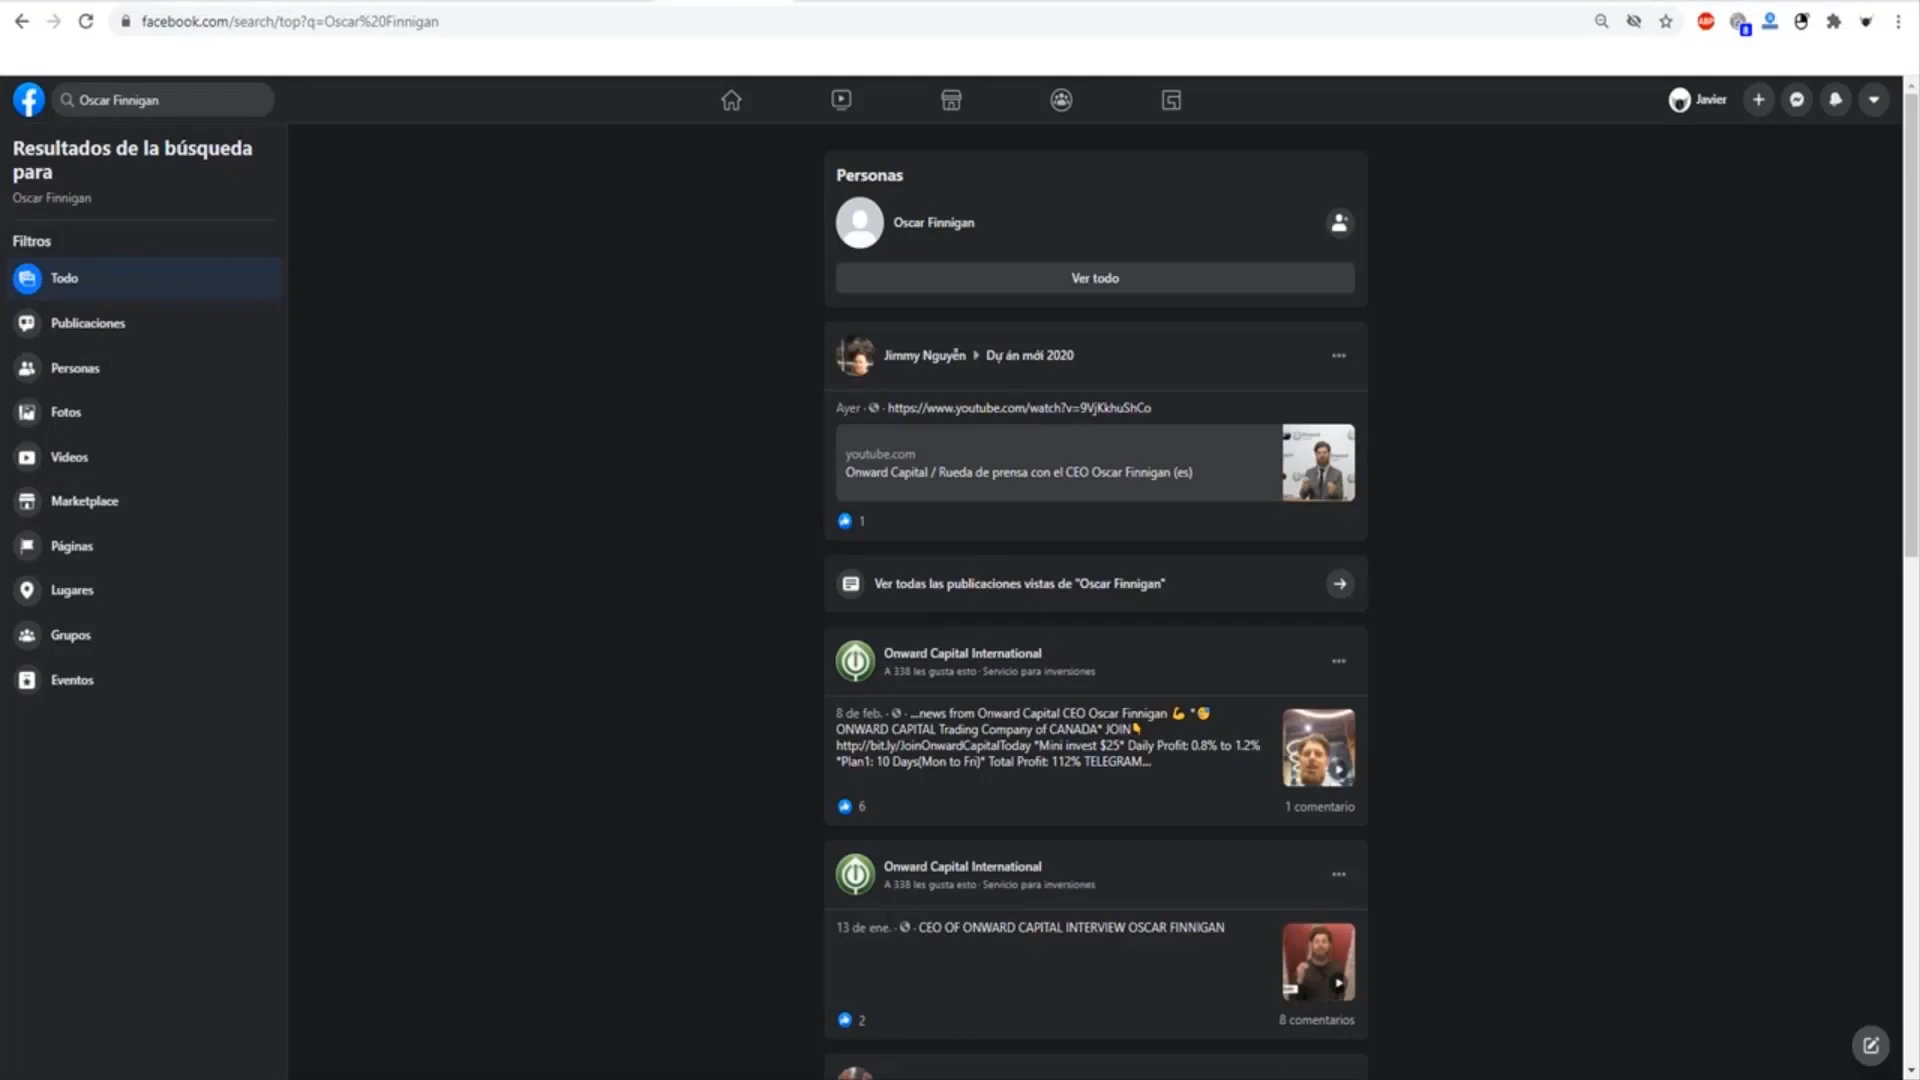 facebook.com/search/top?q=Oscar%20Finnigan
ABP
8
Oscar Finnigan
Javier
Resultados de la búsqueda
para
Oscar Finnigan
Filtros
Todo
Publicaciones
Personas
Fotos
Videos
Marketplace
Páginas
Lugares
Grupos
Eventos
Personas
Oscar Finnigan
Ver todo
Jimmy Nguyễn ▸ Dự án mới 2020
Ayer · https://www.youtube.com/watch?v=9VjKkhuShCo
youtube.com
Onward Capital / Rueda de prensa con el CEO Oscar Finnigan (es)
1
Ver todas las publicaciones vistas de "Oscar Finnigan"
Onward Capital International
A 338 les gusta esto · Servicio para inversiones
8 de feb. · ...news from Onward Capital CEO Oscar Finnigan 💪 *😴
ONWARD CAPITAL Trading Company of CANADA* JOIN👇
http://bit.ly/JoinOnwardCapitalToday *Mini invest $25* Daily Profit: 0.8% to 1.2%
*Plan1: 10 Days(Mon to Fri)* Total Profit: 112% TELEGRAM...
6
1 comentario
Onward Capital International
A 338 les gusta esto · Servicio para inversiones
13 de ene. · CEO OF ONWARD CAPITAL INTERVIEW OSCAR FINNIGAN
2
8 comentarios